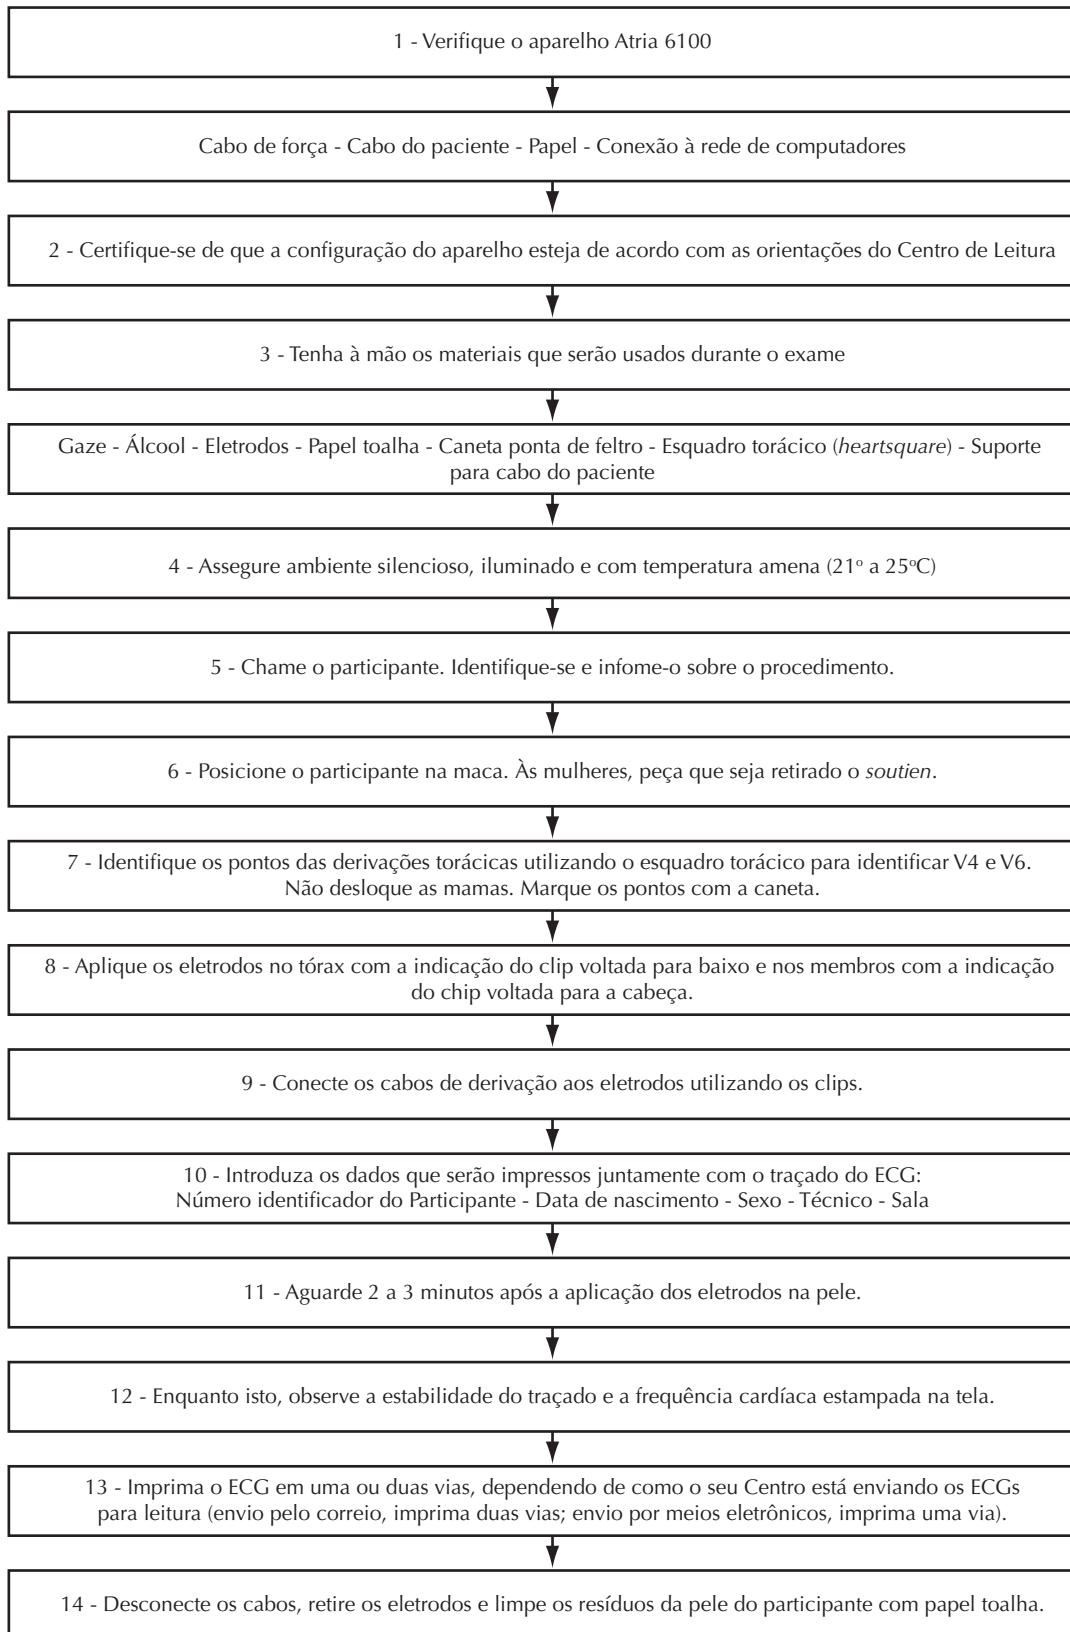 1 - Verifique o aparelho Atria 6100
Cabo de força - Cabo do paciente - Papel - Conexão à rede de computadores
2 - Certifique-se de que a configuração do aparelho esteja de acordo com as orientações do Centro de Leitura
3 - Tenha à mão os materiais que serão usados durante o exame
Gaze - Álcool - Eletrodos - Papel toalha - Caneta ponta de feltro - Esquadro torácico (heartsquare) - Suporte
para cabo do paciente
4 - Assegure ambiente silencioso, iluminado e com temperatura amena (21º a 25ºC)
5 - Chame o participante. Identifique-se e infome-o sobre o procedimento.
6 - Posicione o participante na maca. Às mulheres, peça que seja retirado o soutien.
7 - Identifique os pontos das derivações torácicas utilizando o esquadro torácico para identificar V4 e V6.
Não desloque as mamas. Marque os pontos com a caneta.
8 - Aplique os eletrodos no tórax com a indicação do clip voltada para baixo e nos membros com a indicação
do chip voltada para a cabeça.
9 - Conecte os cabos de derivação aos eletrodos utilizando os clips.
10 - Introduza os dados que serão impressos juntamente com o traçado do ECG:
Número identificador do Participante - Data de nascimento - Sexo - Técnico - Sala
11 - Aguarde 2 a 3 minutos após a aplicação dos eletrodos na pele.
12 - Enquanto isto, observe a estabilidade do traçado e a frequência cardíaca estampada na tela.
13 - Imprima o ECG em uma ou duas vias, dependendo de como o seu Centro está enviando os ECGs
para leitura (envio pelo correio, imprima duas vias; envio por meios eletrônicos, imprima uma via).
14 - Desconecte os cabos, retire os eletrodos e limpe os resíduos da pele do participante com papel toalha.